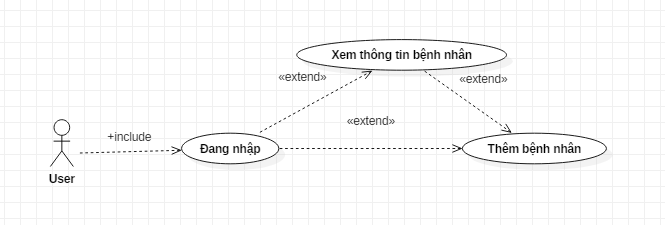 Xem thông tin bệnh nhân
«extend»
«extend»
«extend»
+include
Đang nhập
Thêm bệnh nhân
User